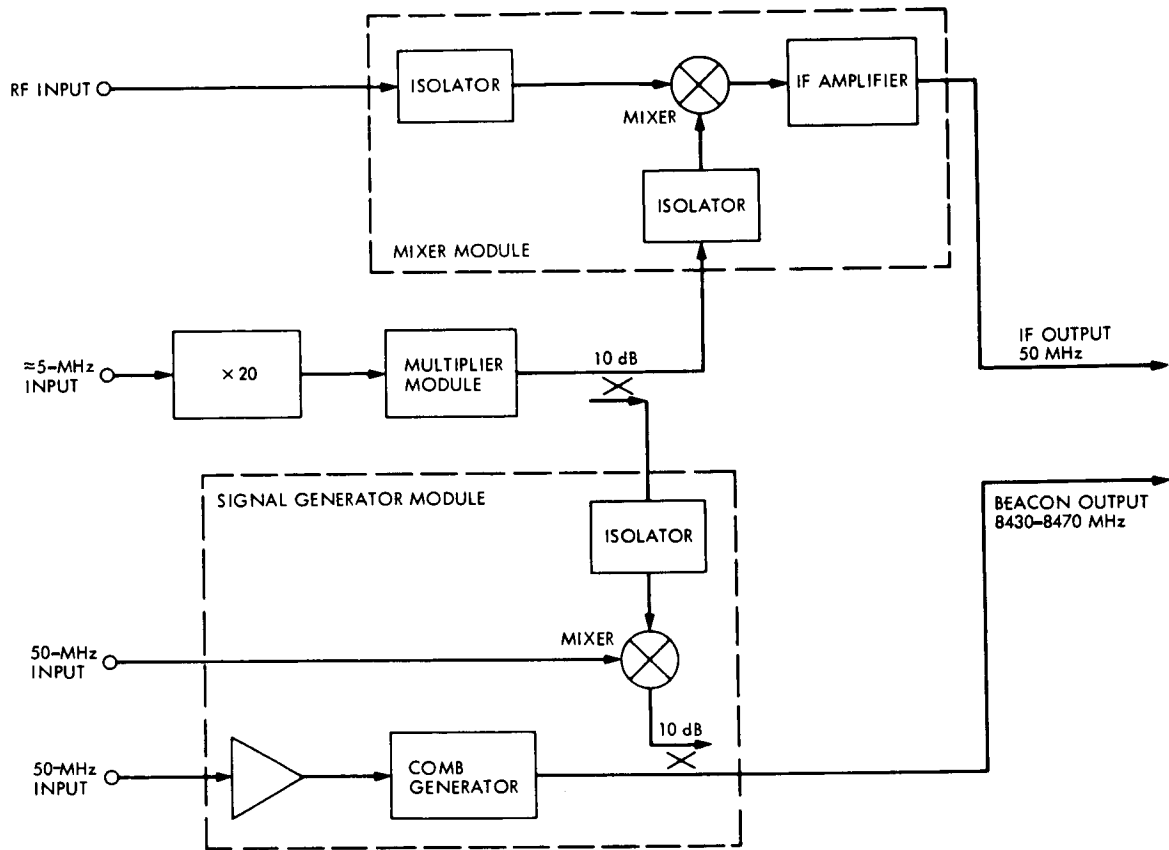 RF INPUT
ISOLATOR
MIXER
IF AMPLIFIER
ISOLATOR
MIXER MODULE
≈5-MHz
INPUT
× 20
MULTIPLIER
MODULE
10 dB
IF OUTPUT
50 MHz
SIGNAL GENERATOR MODULE
ISOLATOR
BEACON OUTPUT
8430-8470 MHz
MIXER
50-MHz
INPUT
10 dB
50-MHz
INPUT
COMB
GENERATOR